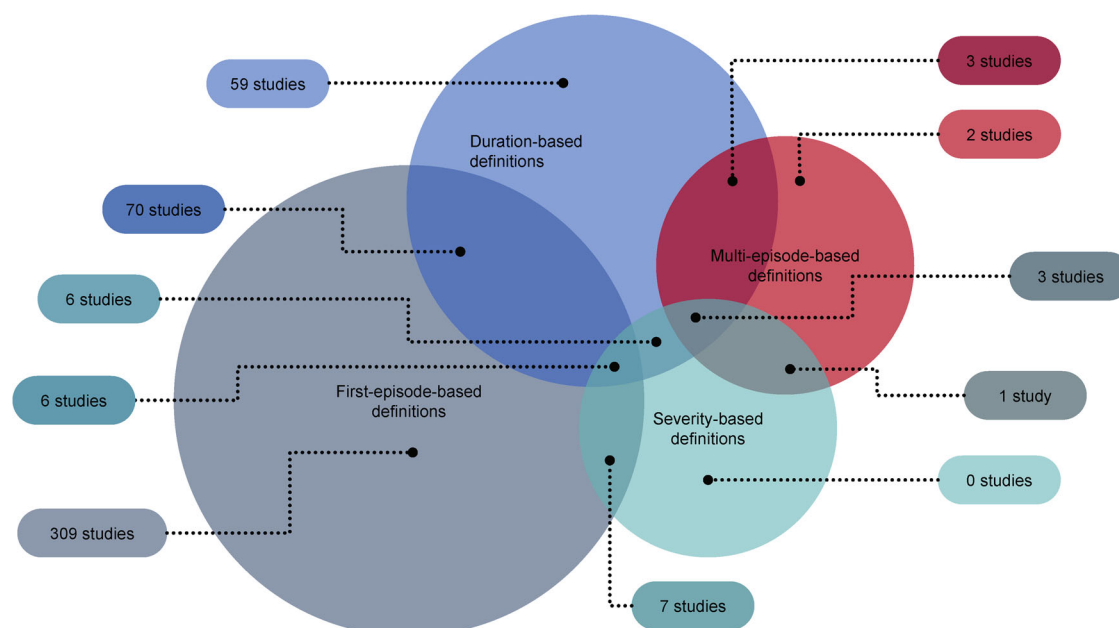 3 studies
59 studies
2 studies
Duration-based
definitions
70 studies
Multi-episode-based
definitions
3 studies
6 studies
First-episode-based
definitions
6 studies
1 study
Severity-based
definitions
0 studies
309 studies
7 studies